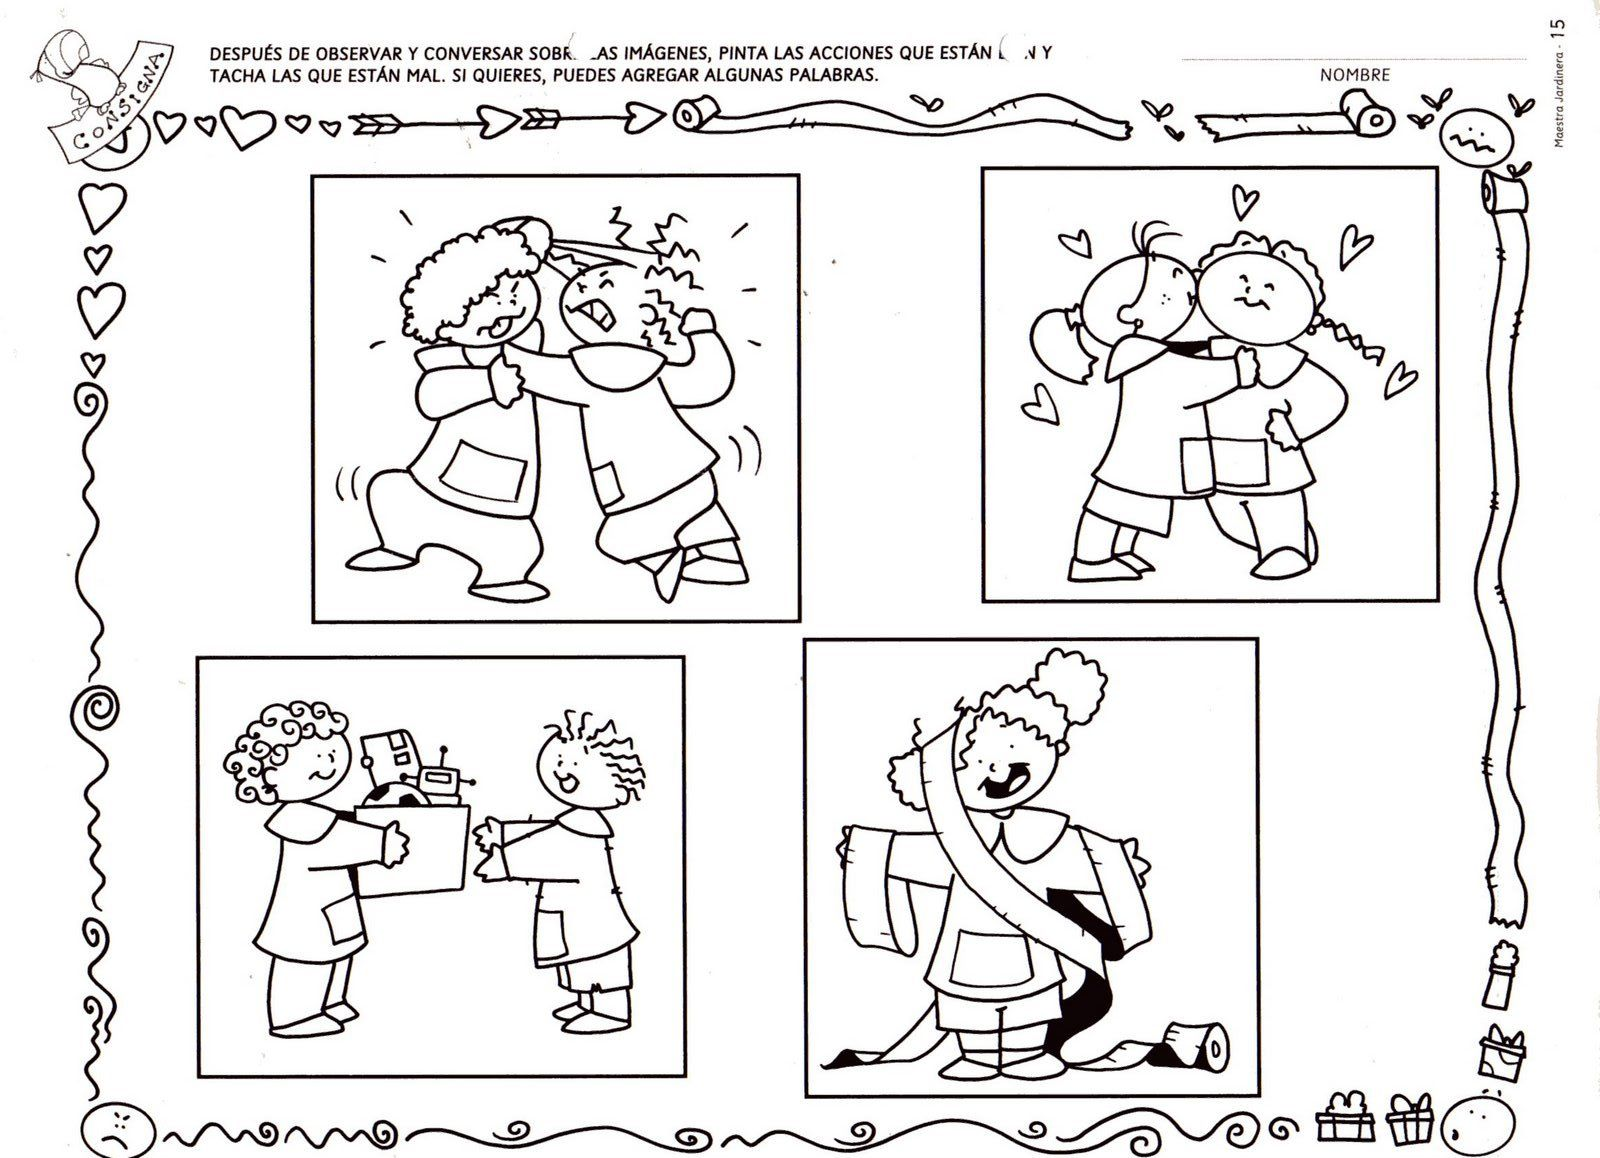 CONSIGNA
DESPUÉS DE OBSERVAR Y CONVERSAR LAS IMÁGENES, PINTA LAS ACCIONES QUE ESTÁN Y
TACHA LAS QUE ESTÁN MAL. SI QUIERES, PUEDES AGREGAR ALGUNAS PALABRAS.
NOMBRE
Maestra Jardinera - 15